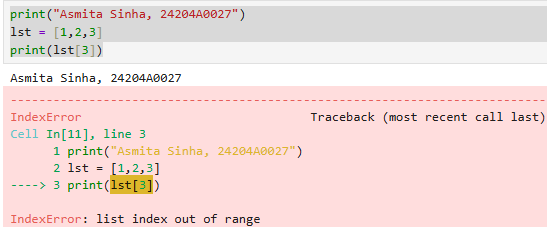 print("Asmita Sinha, 24204A0027")
lst = [1,2,3]
print(lst[3])
Asmita Sinha, 24204A0027
---------------------------------------------------------------------------
IndexError                                Traceback (most recent call last)
Cell In[11], line 3
      1 print("Asmita Sinha, 24204A0027")
      2 lst = [1,2,3]
----> 3 print(lst[3])
IndexError: list index out of range